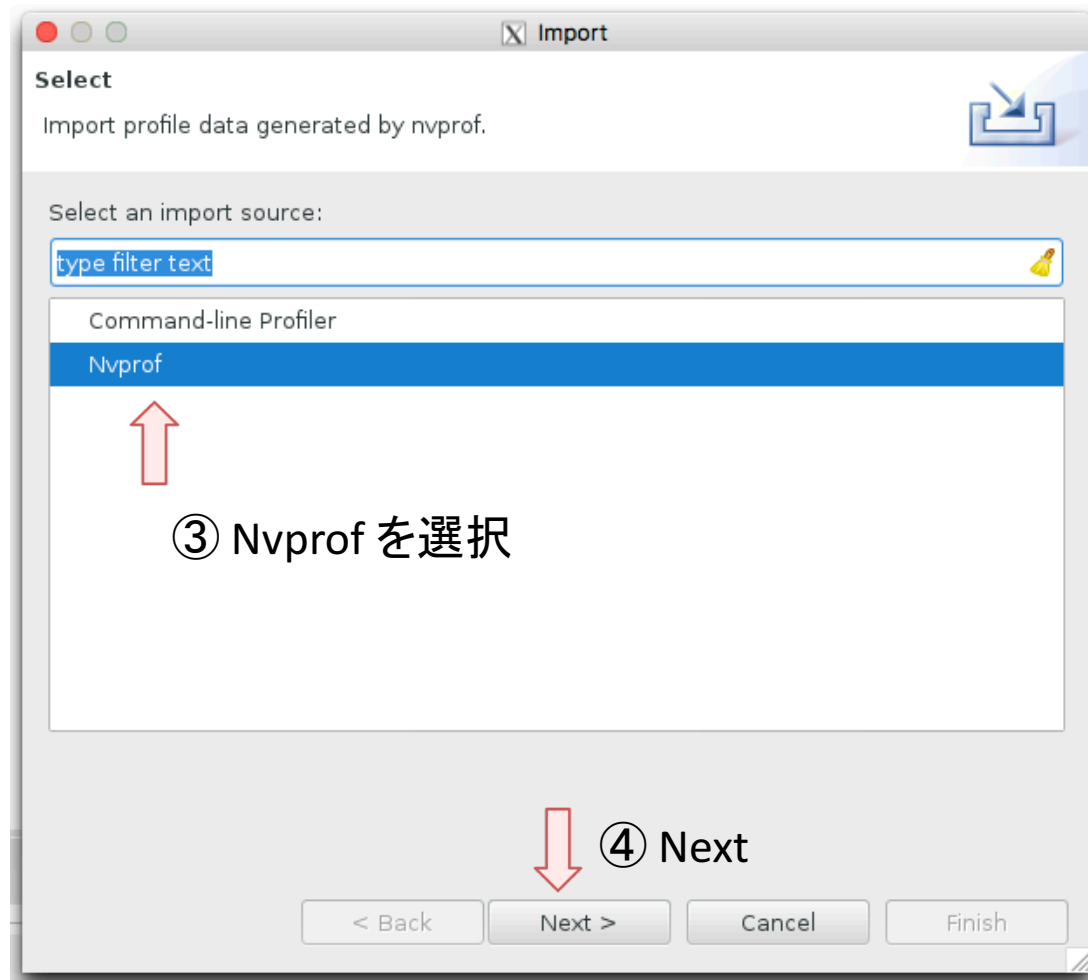 Import
Select
Import profile data generated by nvprof.
Select an import source:
type filter text
Command-line Profiler
Nvprof
③ Nvprof を選択
④ Next
< Back Next > Cancel Finish